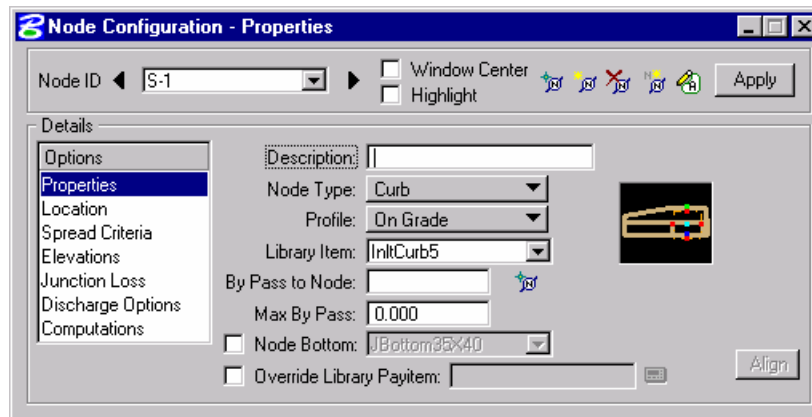 Node Configuration - Properties
Node ID S-1 Window Center Apply
Highlight
Details
Options
Properties
Location
Spread Criteria
Elevations
Junction Loss
Discharge Options
Computations
Description:
Node Type: Curb
Profile: On Grade
Library Item: InltCurb5
By Pass to Node:
Max By Pass: 0.000
Node Bottom: JBottom35X40
Override Library Payitem:
Align